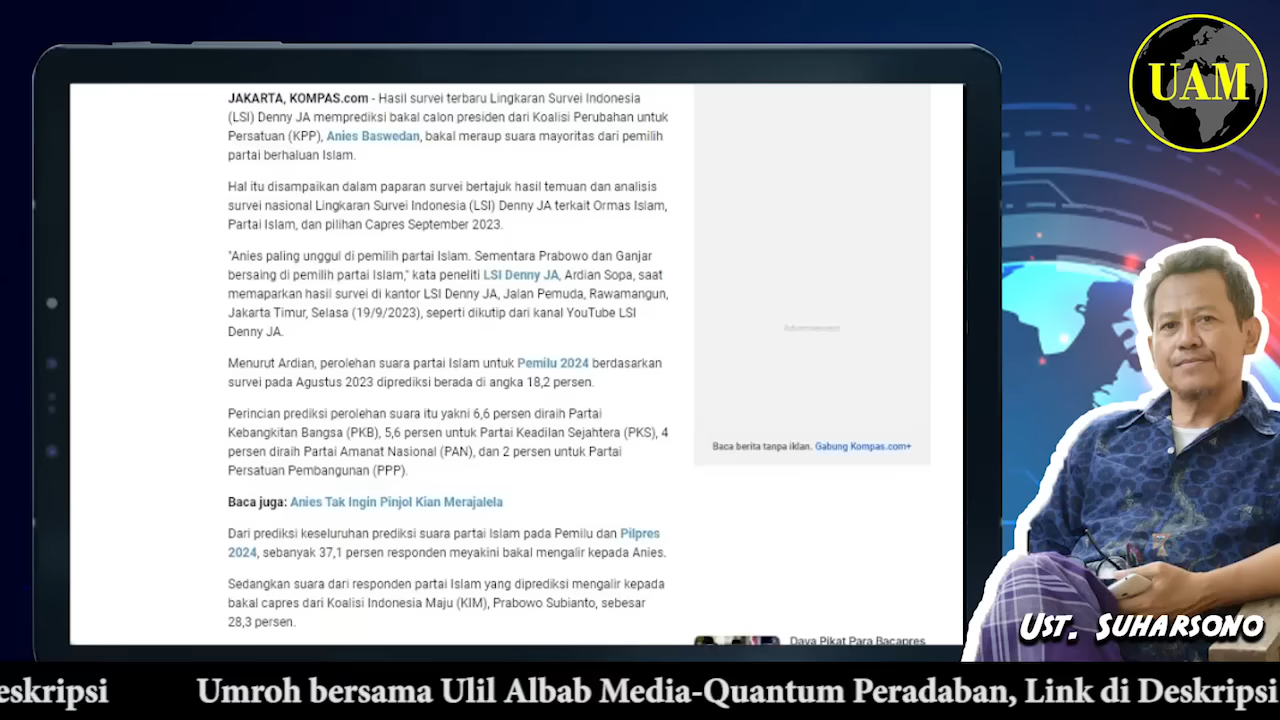 JAKARTA, KOMPAS.com - Hasil survei terbaru Lingkaran Survei Indonesia
(LSI) Denny JA memprediksi bakal calon presiden dari Koalisi Perubahan untuk
Persatuan (KPP), Anies Baswedan, bakal meraup suara mayoritas dari pemilih
partai berhaluan Islam.
Hal itu disampaikan dalam paparan survei bertajuk hasil temuan dan analisis
survei nasional Lingkaran Survei Indonesia (LSI) Denny JA terkait Ormas Islam,
Partai Islam, dan pilihan Capres September 2023.
"Anies paling unggul di pemilih partai Islam. Sementara Prabowo dan Ganjar
bersaing di pemilih partai Islam," kata peneliti LSI Denny JA, Ardian Sopa, saat
memaparkan hasil survei di kantor LSI Denny JA, Jalan Pemuda, Rawamangun,
Jakarta Timur, Selasa (19/9/2023), seperti dikutip dari kanal YouTube LSI
Denny JA.
Menurut Ardian, perolehan suara partai Islam untuk Pemilu 2024 berdasarkan
survei pada Agustus 2023 diprediksi berada di angka 18,2 persen.
Perincian prediksi perolehan suara itu yakni 6,6 persen diraih Partai
Kebangkitan Bangsa (PKB), 5,6 persen untuk Partai Keadilan Sejahtera (PKS), 4
persen diraih Partai Amanat Nasional (PAN), dan 2 persen untuk Partai
Persatuan Pembangunan (PPP).
Baca juga: Anies Tak Ingin Pinjol Kian Merajalela
Dari prediksi keseluruhan prediksi suara partai Islam pada Pemilu dan Pilpres
2024, sebanyak 37,1 persen responden meyakini bakal mengalir kepada Anies.
Sedangkan suara dari responden partai Islam yang diprediksi mengalir kepada
bakal capres dari Koalisi Indonesia Maju (KIM), Prabowo Subianto, sebesar
28,3 persen.
Advertisement
Baca berita tanpa iklan. Gabung Kompas.com+
Daya Pikat Para Bacapres
UAM
UST. SUHARSONO
eskripsi Umroh bersama Ulil Albab Media-Quantum Peradaban, Link di Deskripsi